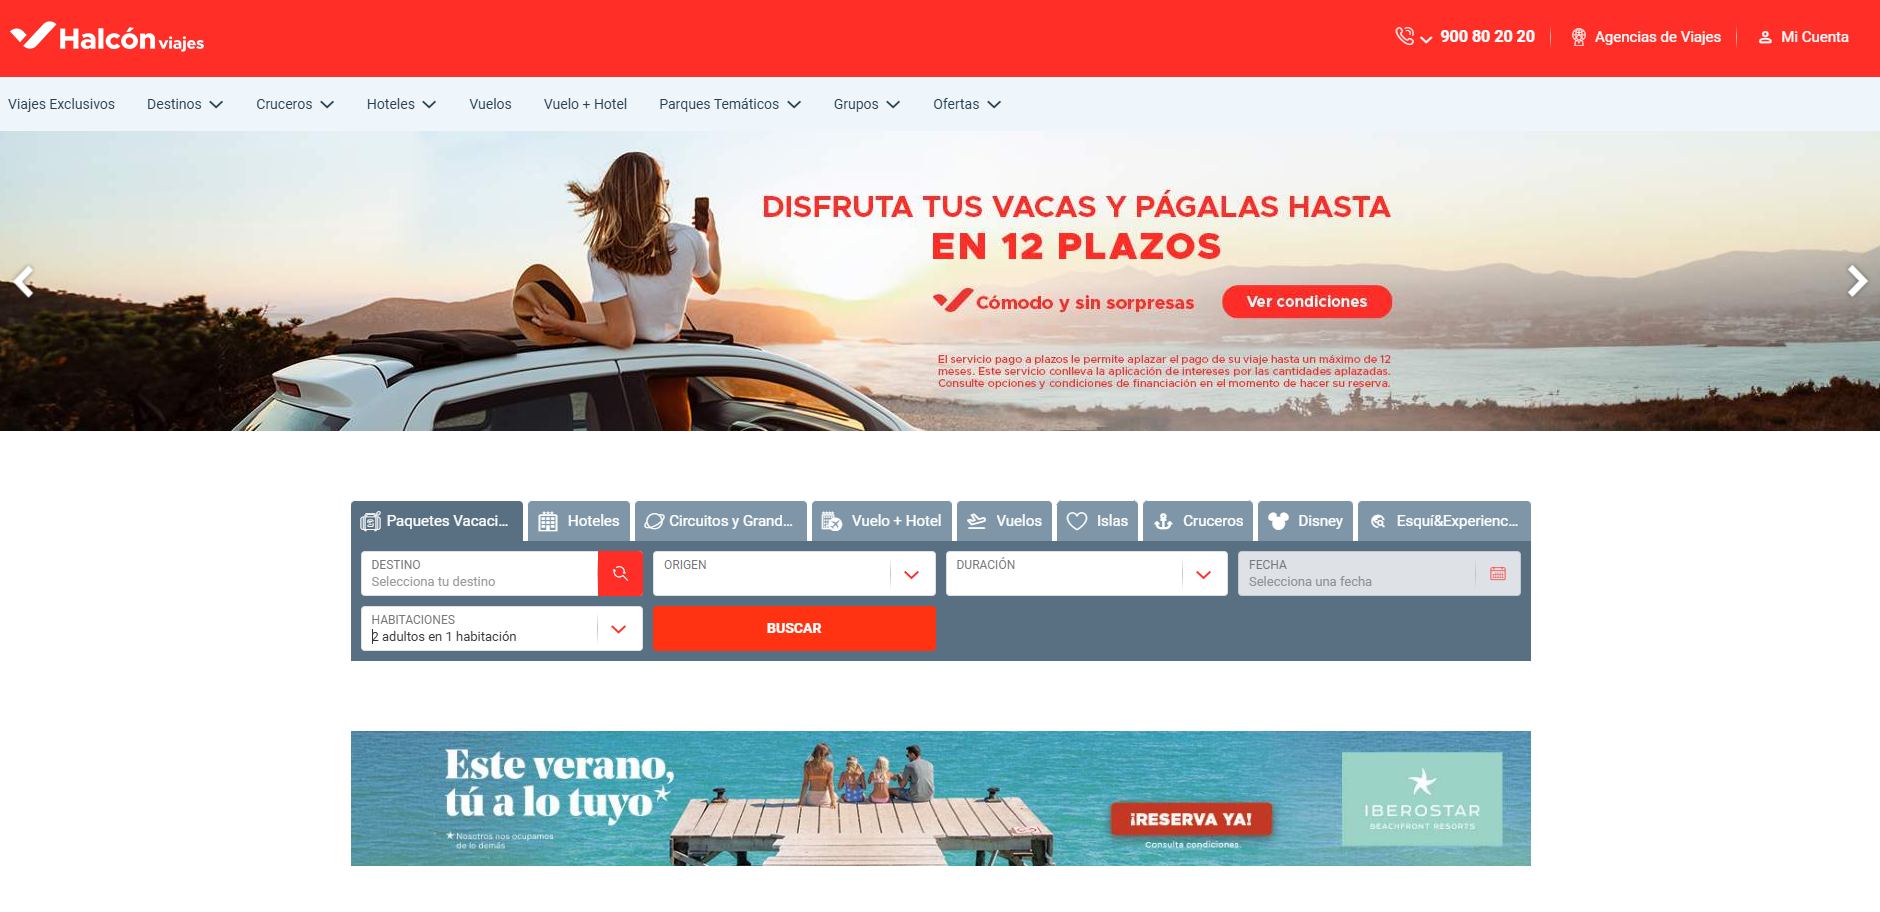 Halcón viajes
900 80 20 20
Agencias de Viajes
Mi Cuenta
Viajes Exclusivos
Destinos
Cruceros
Hoteles
Vuelos
Vuelo + Hotel
Parques Temáticos
Grupos
Ofertas
DISFRUTA TUS VACAS Y PÁGALAS HASTA
EN 12 PLAZOS
Cómodo y sin sorpresas
Ver condiciones
El servicio pago a plazos le permite aplazar el pago de su viaje hasta un máximo de 12
meses. Este servicio conlleva la aplicación de intereses por las cantidades aplazadas.
Consulte opciones y condiciones de financiación en el momento de hacer su reserva.
Paquetes Vacaci...
Hoteles
Circuitos y Grand...
Vuelo + Hotel
Vuelos
Islas
Cruceros
Disney
Esquí&Experienc...
DESTINO
Selecciona tu destino
ORIGEN
DURACIÓN
FECHA
Selecciona una fecha
HABITACIONES
2 adultos en 1 habitación
BUSCAR
Este verano,
tú a lo tuyo*
*Nosotros nos ocupamos
de lo demás
¡RESERVA YA!
Consulta condiciones.
IBEROSTAR
BEACHFRONT RESORTS